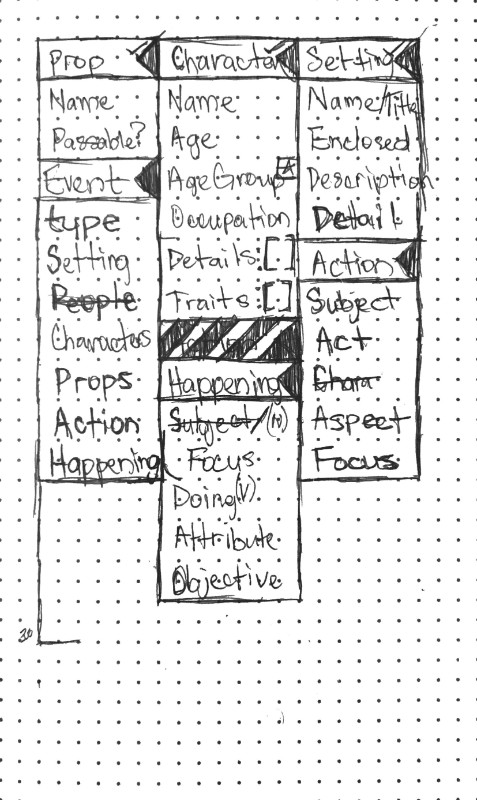 Prop
Name
Passable?
Event
type
Setting
People
Characters
Props
Action
Happening
Character
Name
Age
Age Group A
Occupation
Details: []
Traits: []
Happening
Subject/(N)
Focus
Doing(V)
Attribute
Objective
Setting
Name/Title
Enclosed
Description
Detail
Action
Subject
Act
Chara
Aspect
Focus